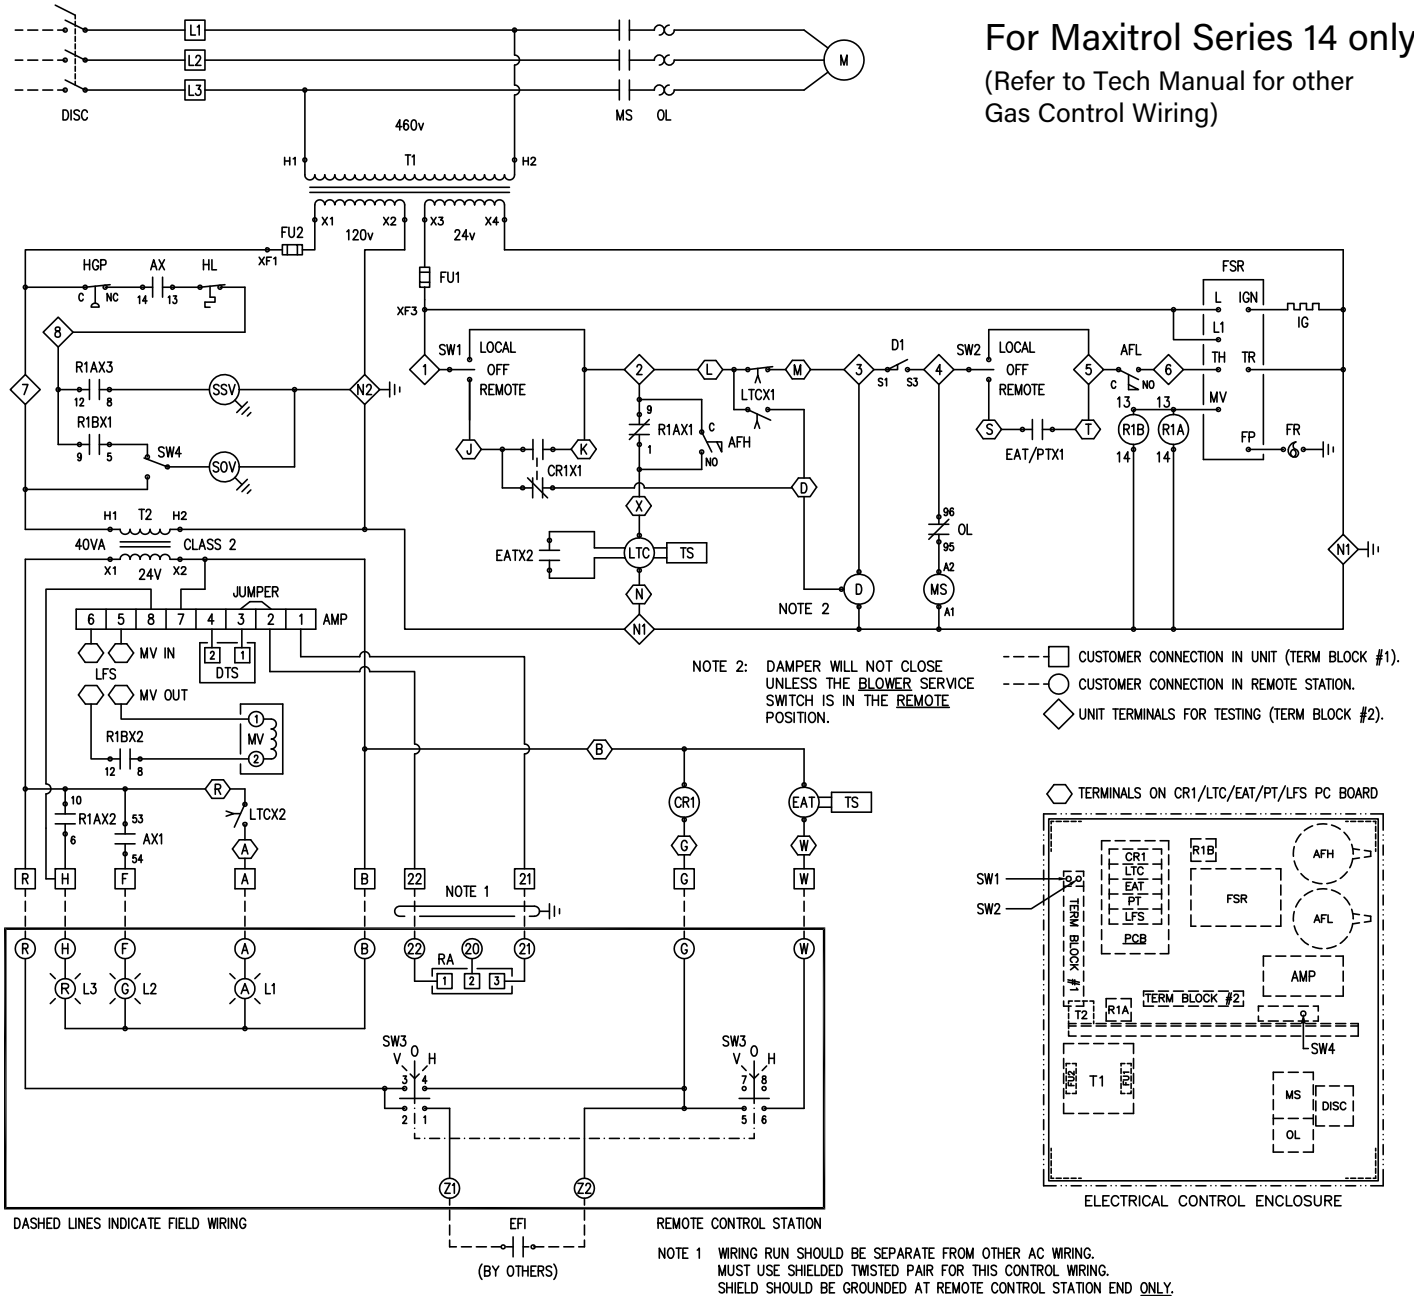 For Maxitrol Series 14 only
(Refer to Tech Manual for other
Gas Control Wiring)
L1
L2
L3
DISC
MS OL
M
460v
H1 T1 H2
X1 X2 X3 X4
120v 24v
FU2
XF1
FU1
XF3
HGP AX HL
C NC 14 13
8
7
R1AX3
12 8
SSV
N2
R1BX1
9 5
SW4
SOV
H1 T2 H2
40VA CLASS 2
X1 24V X2
JUMPER
6 5 8 7 4 3 2 1 AMP
MV IN
LFS
MV OUT
2 1
DTS
R1BX2
12 8
1
MV
2
1
SW1 LOCAL
OFF
REMOTE
J K
CR1X1
2
9
R1AX1
1
C
AFH
NO
X
EATX2 LTC TS
N
N1
L M
LTCX1
D
NOTE 2
3
D1
S1 S3
4
D
96
OL
95
A2
MS
A1
SW2 LOCAL
OFF
REMOTE
S T
EAT/PTX1
5
AFL
C NO
6
13 13
R1B R1A
14 14
FSR
L IGN
IG
L1
TH TR
MV
FP FR
N1
NOTE 2: DAMPER WILL NOT CLOSE
UNLESS THE BLOWER SERVICE
SWITCH IS IN THE REMOTE
POSITION.
CUSTOMER CONNECTION IN UNIT (TERM BLOCK #1).
CUSTOMER CONNECTION IN REMOTE STATION.
UNIT TERMINALS FOR TESTING (TERM BLOCK #2).
TERMINALS ON CR1/LTC/EAT/PT/LFS PC BOARD
B
R
10
R1AX2
6
53
AX1
54
LTCX2
A
CR1
G
EAT TS
W
R H F A B 22 21 G W
NOTE 1
R H F A B 22 20 21 G W
RA
1 2 3
R L3 G L2 A L1
SW3
V O H
3 4
2 1
SW3
V O H
7 8
5 6
Z1 Z2
EF1
(BY OTHERS)
DASHED LINES INDICATE FIELD WIRING
REMOTE CONTROL STATION
NOTE 1 WIRING RUN SHOULD BE SEPARATE FROM OTHER AC WIRING.
MUST USE SHIELDED TWISTED PAIR FOR THIS CONTROL WIRING.
SHIELD SHOULD BE GROUNDED AT REMOTE CONTROL STATION END ONLY.
SW1
SW2
TERM BLOCK #1
CR1
LTC
EAT
PT
LFS
PCB
R1B
FSR
AFH
AFL
AMP
TERM BLOCK #2
T2
R1A
SW4
FU2 T1 FU1
MS
OL
DISC
ELECTRICAL CONTROL ENCLOSURE